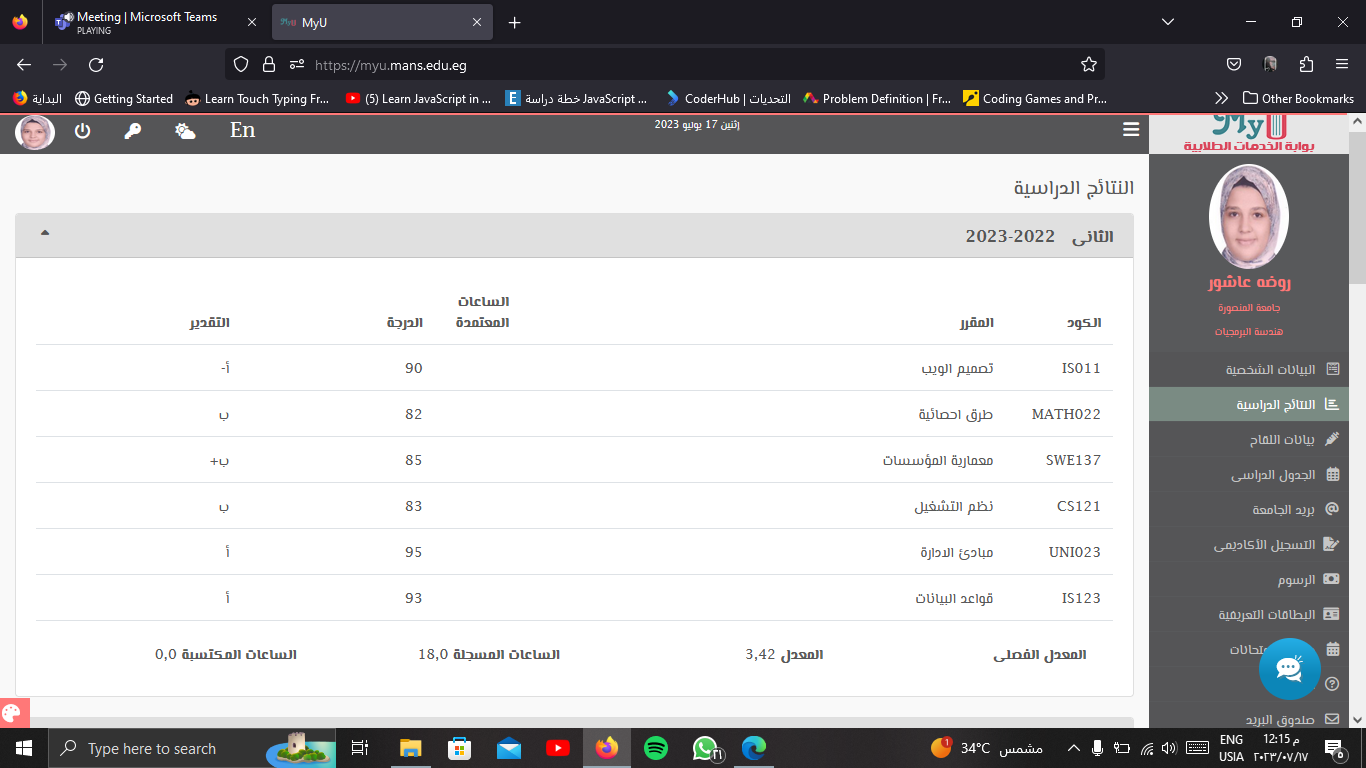 Meeting | Microsoft Teams
PLAYING
MyU
https://myu.mans.edu.eg
البداية
Getting Started
Learn Touch Typing Fr...
(5) Learn JavaScript in ...
خطة دراسة JavaScript ...
CoderHub | التحديات
Problem Definition | Fr...
Coding Games and Pr...
Other Bookmarks
MyU
بوابة الخدمات الطلابية
إثنين 17 يوليو 2023
En
روضه عاشور
جامعة المنصورة
هندسة البرمجيات
البيانات الشخصية
النتائج الدراسية
بيانات اللقاح
الجدول الدراسى
بريد الجامعة
التسجيل الأكاديمى
الرسوم
البطاقات التعريفية
صندوق البريد
النتائج الدراسية
الثانى 2022-2023
الكود المقرر الساعات المعتمدة الدرجة التقدير
IS011 تصميم الويب 90 أ-
MATH022 طرق احصائية 82 ب
SWE137 معمارية المؤسسات 85 ب+
CS121 نظم التشغيل 83 ب
UNI023 مبادئ الادارة 95 أ
IS123 قواعد البيانات 93 أ
المعدل الفصلى المعدل 3,42 الساعات المسجلة 18,0 الساعات المكتسبة 0,0
Type here to search
1
34°C مشمس
ENG
USIA
12:15 م
٢٠٢٣/٠٧/١٧